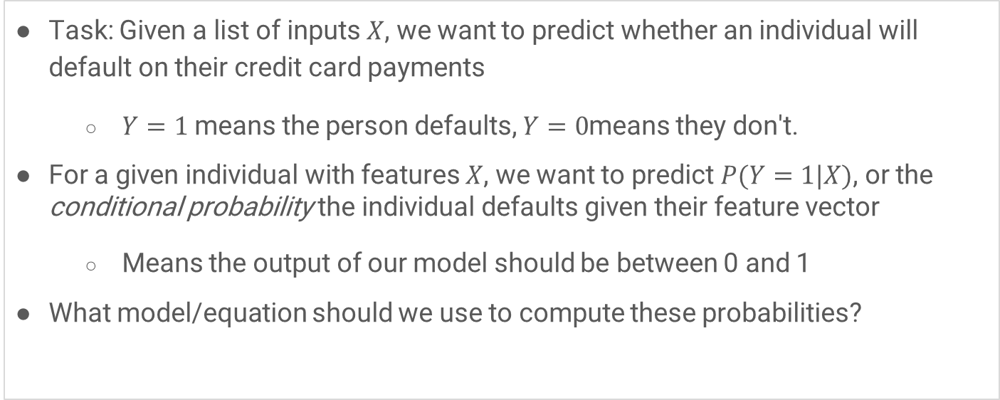 ● Task: Given a list of inputs X, we want to predict whether an individual will
default on their credit card payments
○ Y = 1 means the person defaults, Y = 0means they don't.
● For a given individual with features X, we want to predict P(Y = 1|X), or the
conditional probability the individual defaults given their feature vector
○ Means the output of our model should be between 0 and 1
● What model/equation should we use to compute these probabilities?